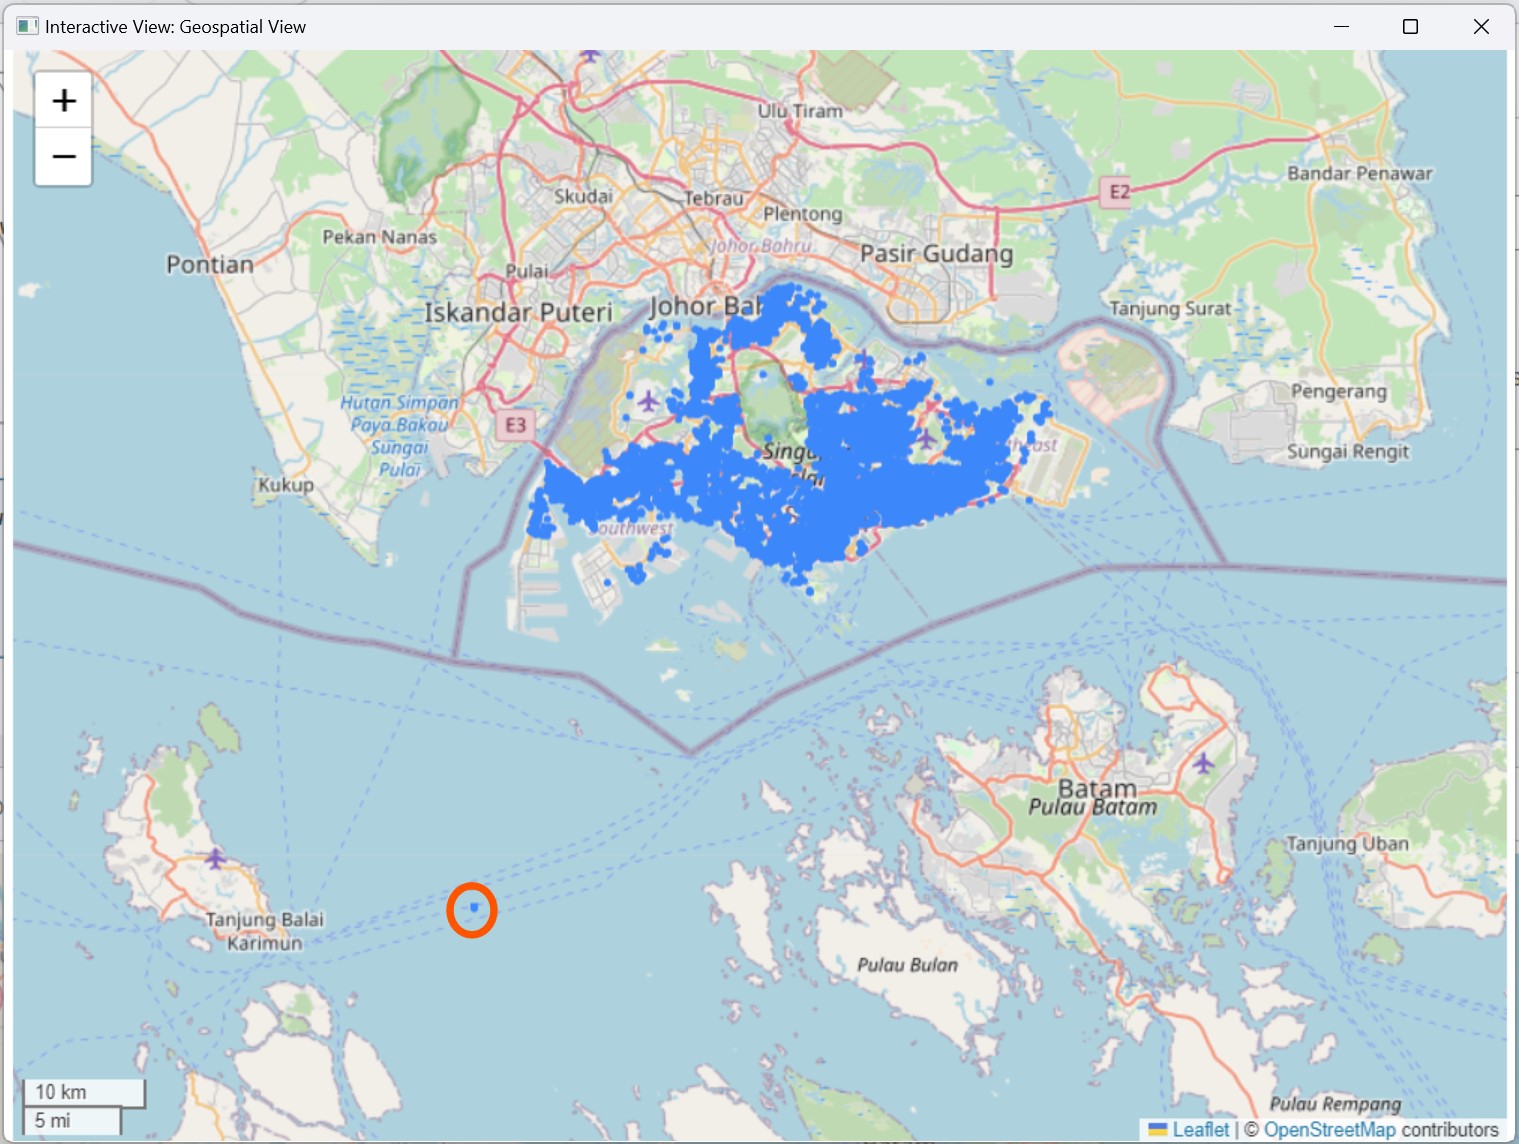 Interactive View: Geospatial View
+
−
Ulu Tiram
E2
Bandar Penawar
Skudai
Tebrau
Plentong
Pekan Nanas
Johor Bahru
Pasir Gudang
Pontian
Pulai
Iskandar Puteri
Johor Bah
Tanjung Surat
Pengerang
Hutan Simpan
Paya Bakau
Sungai
Pulai
E3
Sungai Rengit
Singa
theast
Kukup
outhwest
Batam
Pulau Batam
Tanjung Uban
Tanjung Balai
Karimun
Pulau Bulan
10 km
5 mi
Pulau Rempang
Leaflet | © OpenStreetMap contributors